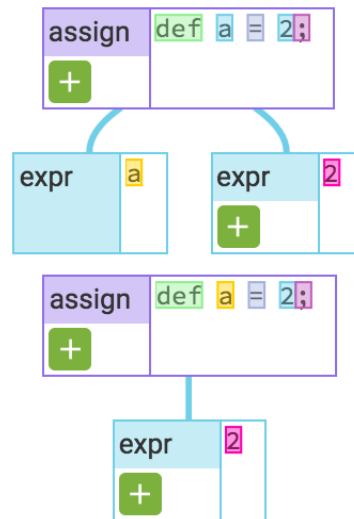 assign def a = 2;
+
expr a expr 2
+
assign def a = 2;
+
expr 2
+